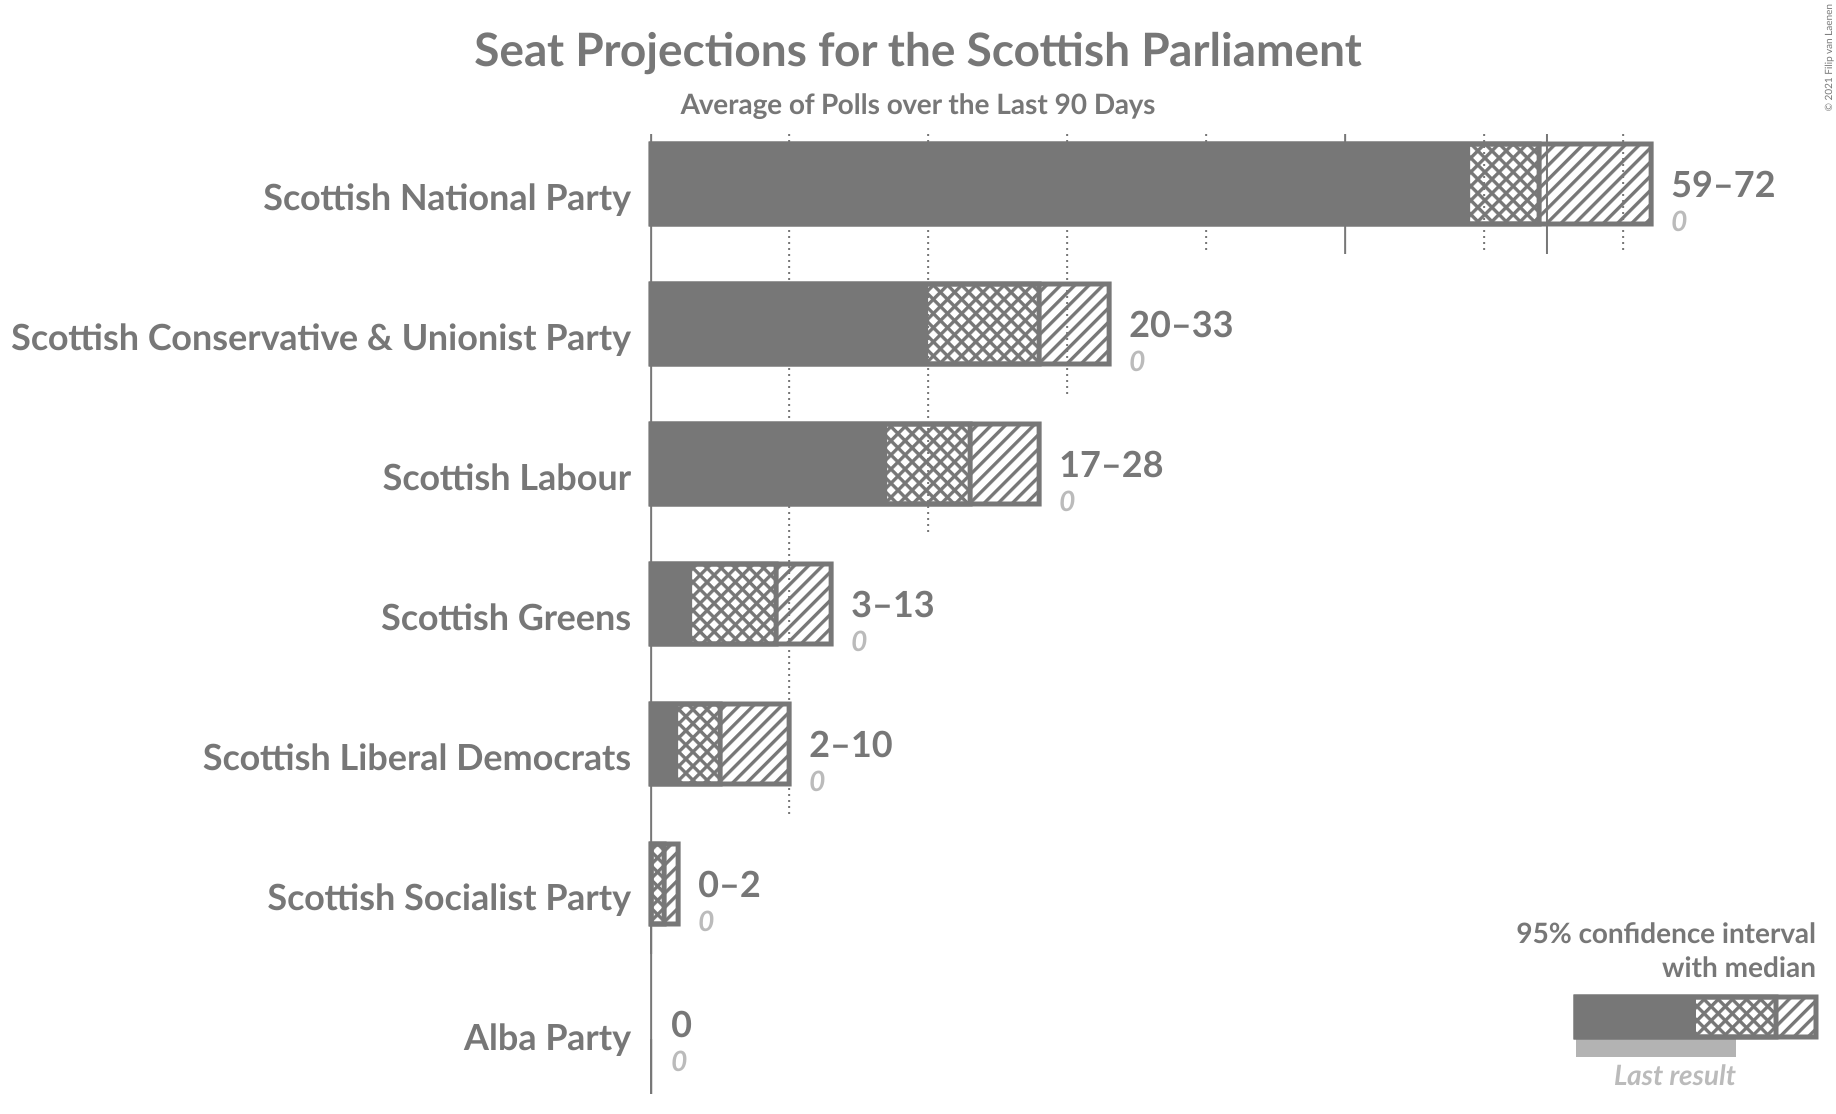 Seat Projections for the Scottish Parliament
Average of Polls over the Last 90 Days
© 2021 Filip van Laenen
Scottish National Party
59–72
0
Scottish Conservative & Unionist Party
20–33
0
Scottish Labour
17–28
0
Scottish Greens
3–13
0
Scottish Liberal Democrats
2–10
0
Scottish Socialist Party
0–2
0
Alba Party
0
0
95% confidence interval
with median
Last result